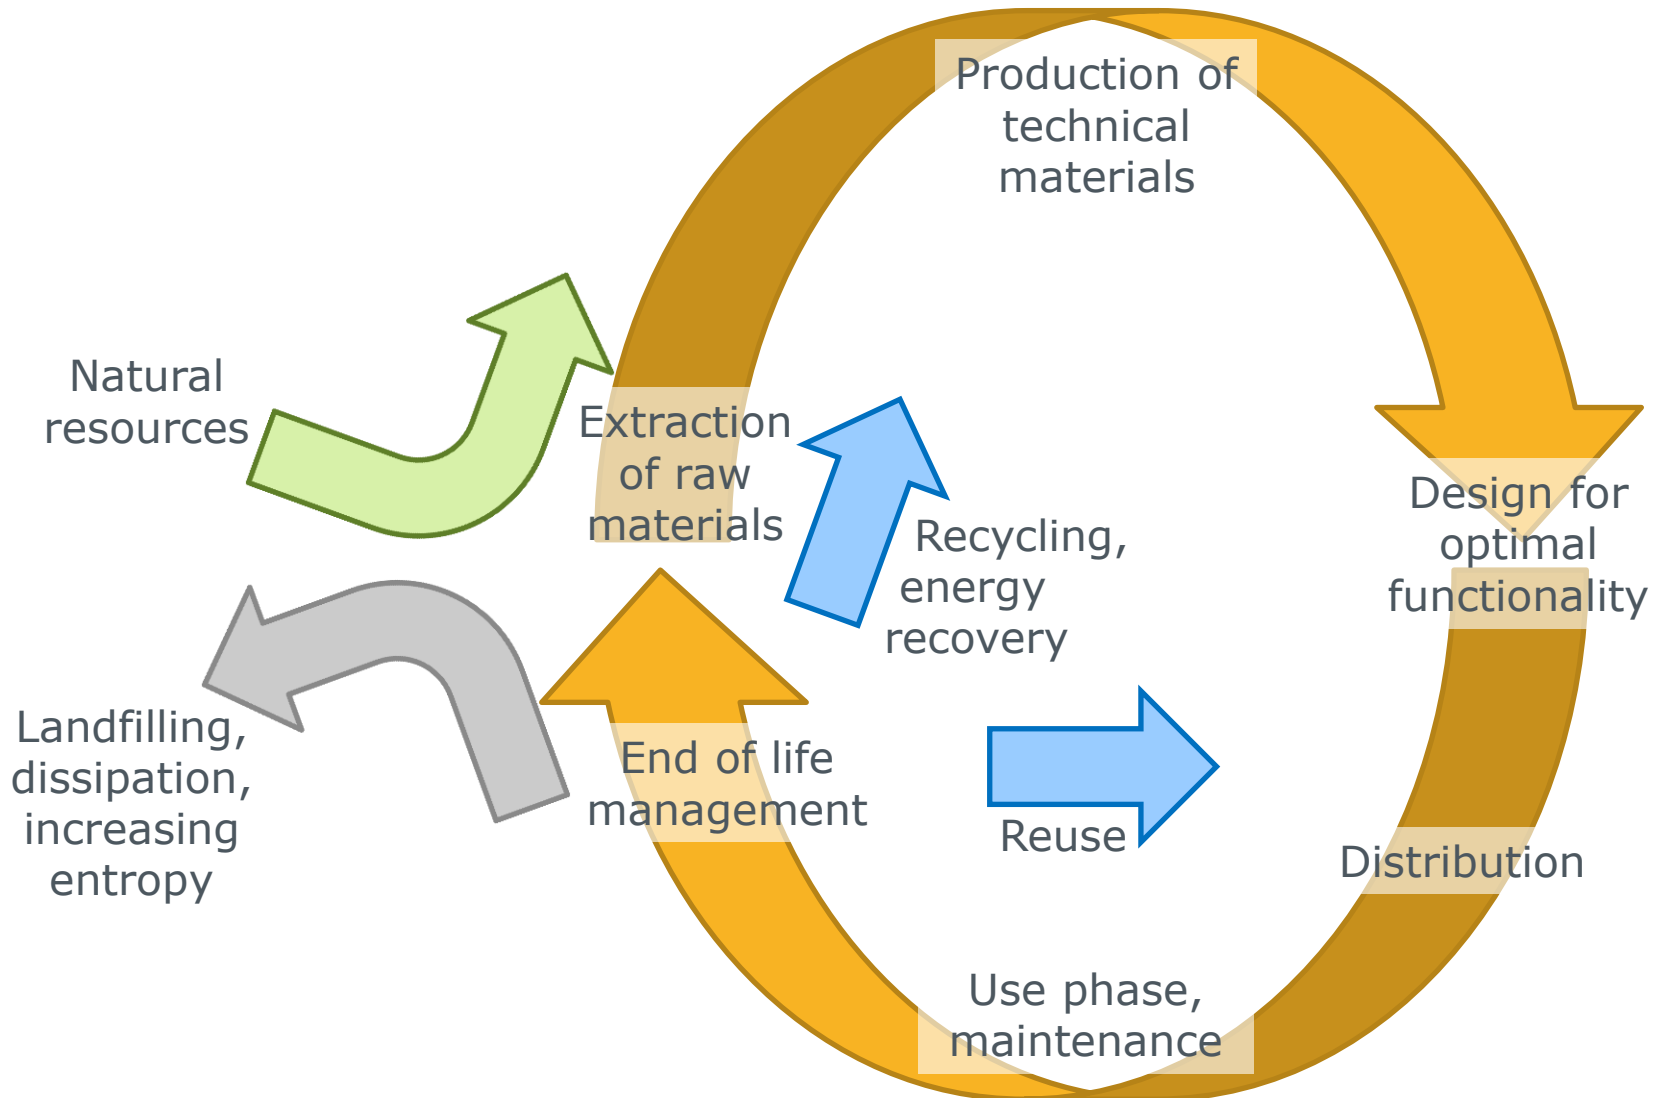 Production of
technical
materials
Natural
resources
Extraction
of raw
materials
Design for
optimal
functionality
Recycling,
energy
recovery
Landfilling,
dissipation,
increasing
entropy
End of life
management
Reuse
Distribution
Use phase,
maintenance